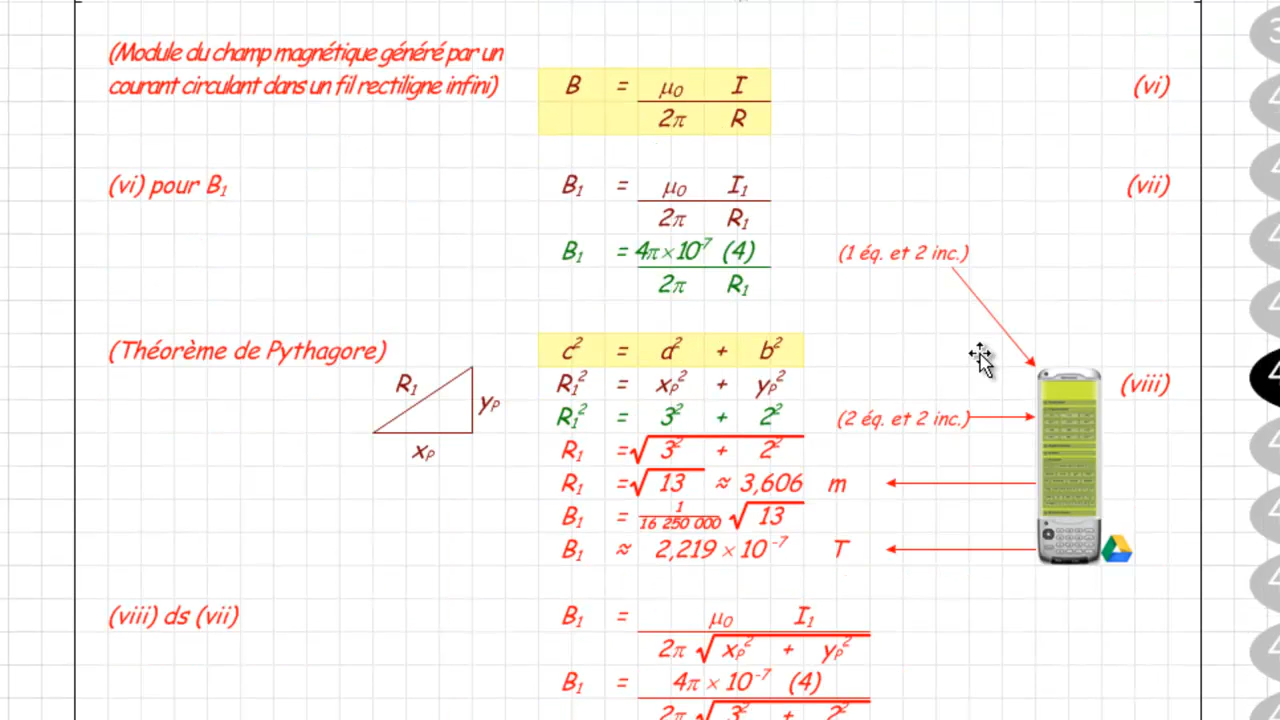 (Module du champ magnétique généré par un
courant circulant dans un fil rectiligne infini)
B = μ₀ I / 2π R (vi)
(vi) pour B₁
B₁ = μ₀ I₁ / 2π R₁ (vii)
B₁ = 4π×10⁻⁷ (4) / 2π R₁ (1 éq. et 2 inc.)
(Théorème de Pythagore)
c² = a² + b²
R₁ yₚ xₚ
R₁² = xₚ² + yₚ² (viii)
R₁² = 3² + 2² (2 éq. et 2 inc.)
R₁ = √3² + 2²
R₁ = √13 ≈ 3,606 m
B₁ = 1/16 250 000 √13
B₁ ≈ 2,219 × 10⁻⁷ T
(viii) ds (vii)
B₁ = μ₀ I₁ / 2π √xₚ² + yₚ²
B₁ = 4π × 10⁻⁷ (4) / 2π √3² + 2²